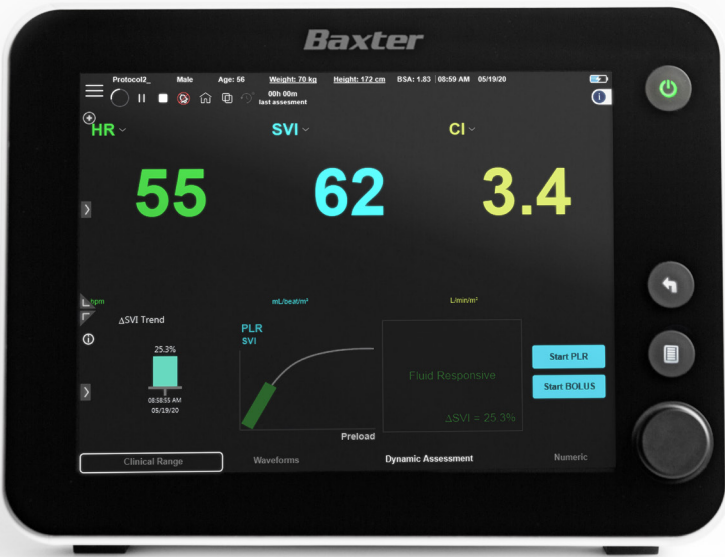 Baxter
Protocol2_ Male Age: 56 Weight: 70 kg Height: 172 cm BSA: 1.83 08:59 AM 05/19/20
00h 00m
last assesment
HR SVI CI
55 62 3.4
bpm mL/beat/m² L/min/m²
ΔSVI Trend
25.3%
08:58:55 AM
05/19/20
PLR
SVI
Preload
Fluid Responsive
ΔSVI = 25.3%
Start PLR
Start BOLUS
Clinical Range Waveforms Dynamic Assessment Numeric